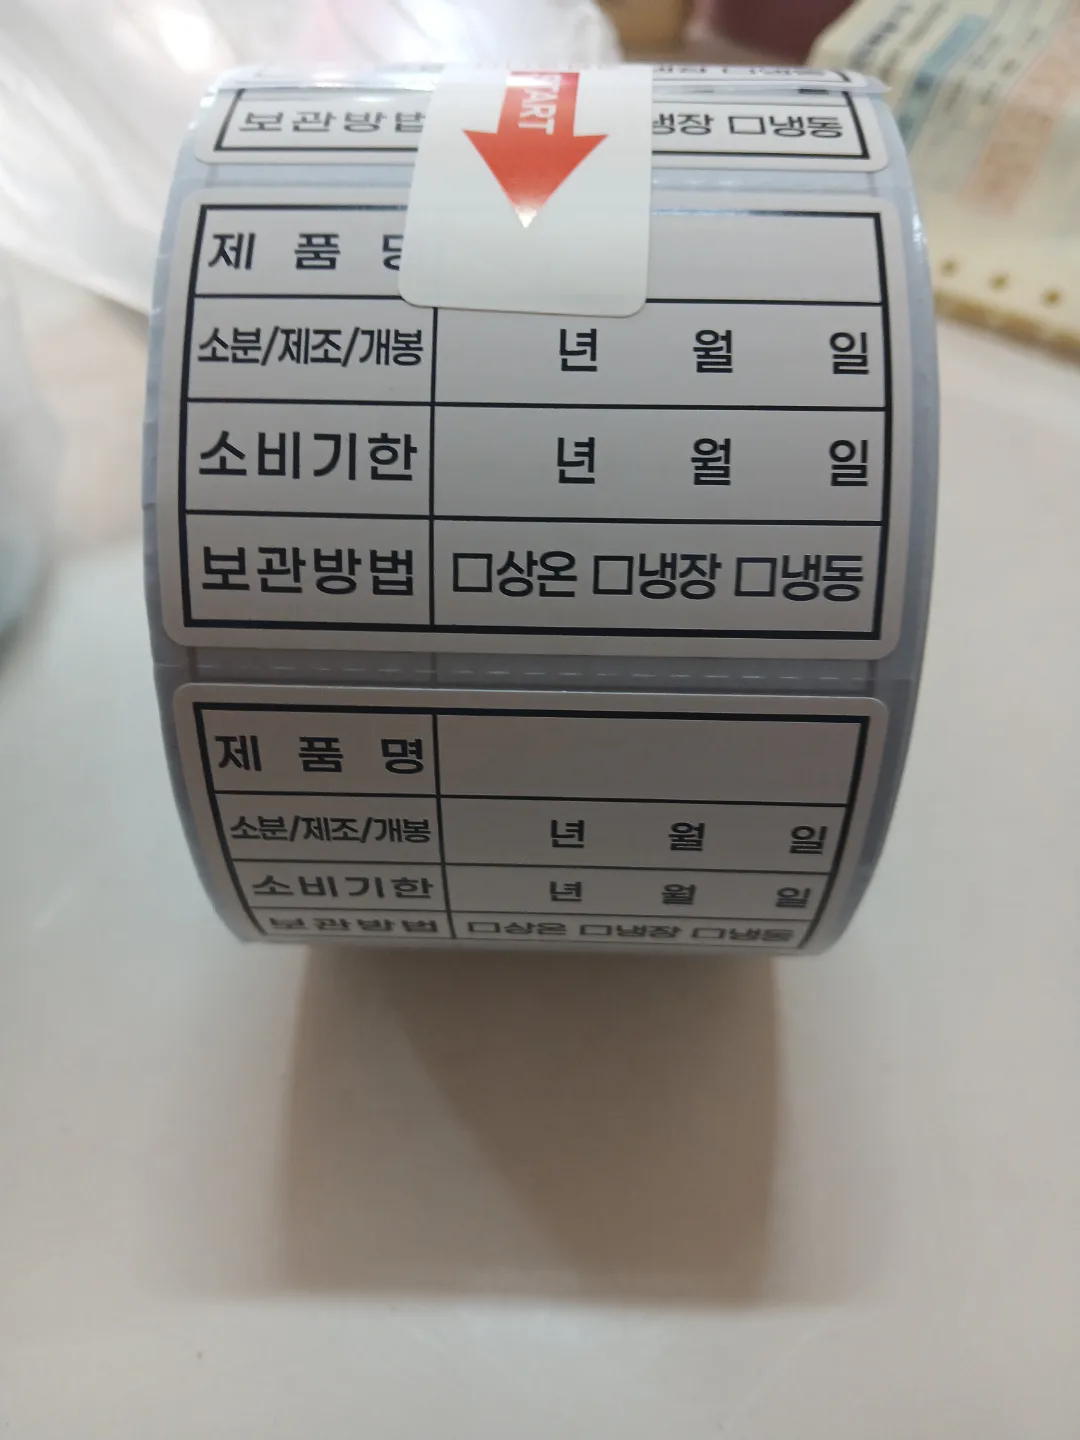 보관방법 냉장 □냉동
START
제 품
소분/제조/개봉 년 월 일
소비기한 년 월 일
보관방법 □상온 □냉장 □냉동
제 품 명
소분/제조/개봉 년 월 일
소비기한 년 월 일
보관방법 □상온 □냉장 □냉동